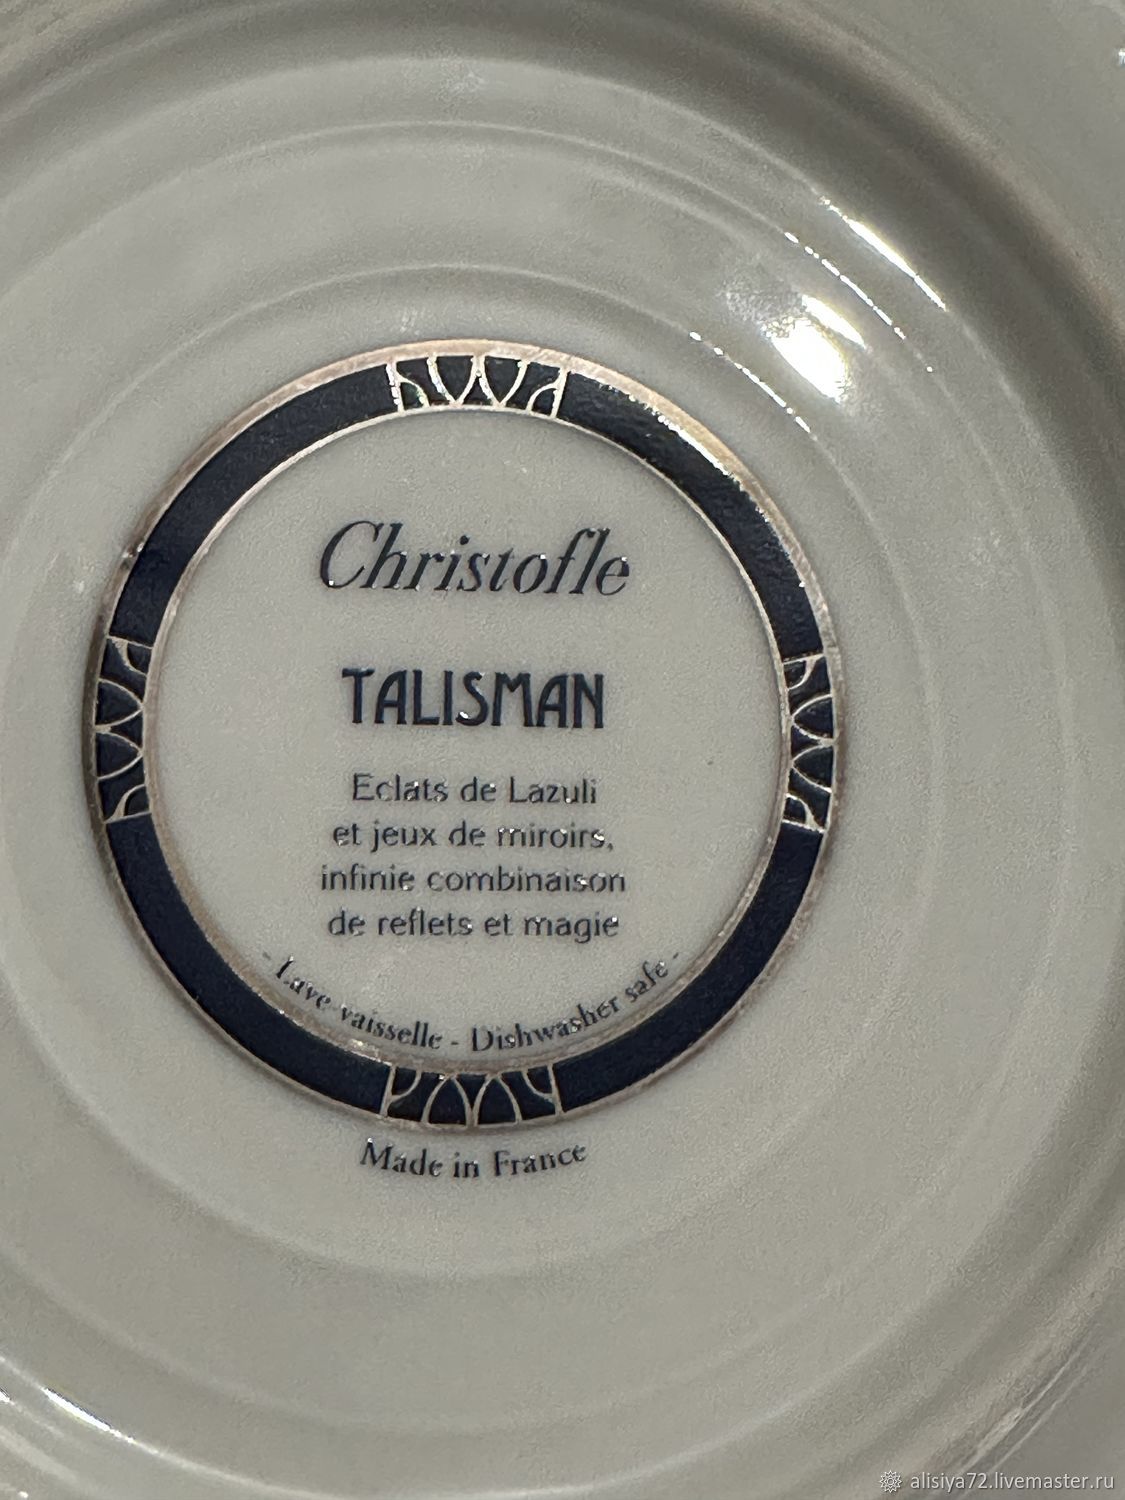 Christofle
TALISMAN
Eclats de Lazuli
et jeux de miroirs,
infinie combinaison
de reflets et magie
- Lave-vaisselle - Dishwasher safe -
Made in France
alisiya72.livemaster.ru